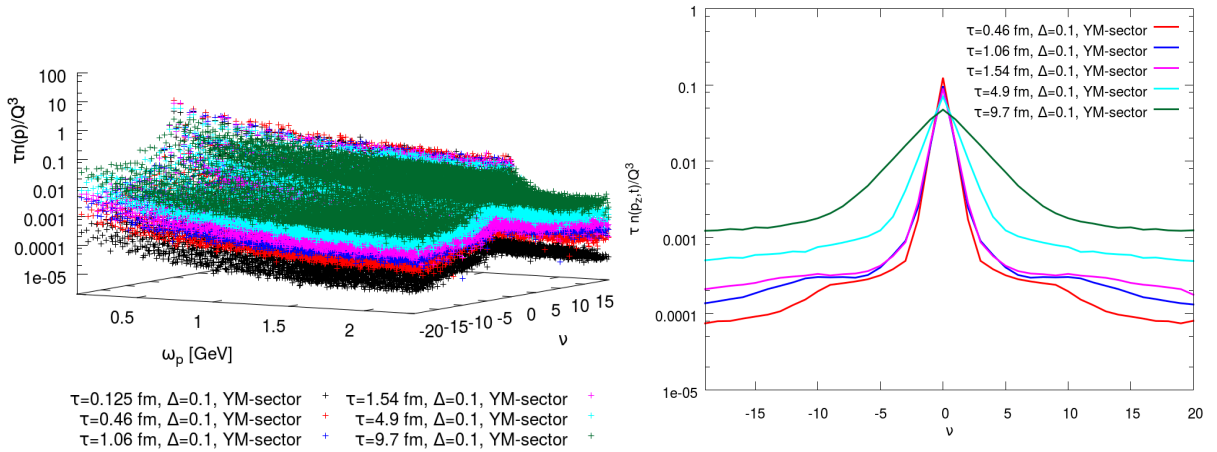 τn(p)/Q³
100
10
1
0.1
0.01
0.001
0.0001
1e-05
0.5
1
1.5
2
ωₚ [GeV]
-20
-15
-10
-5
0
5
10
15
ν
τ=0.125 fm, Δ=0.1, YM-sector
τ=0.46 fm, Δ=0.1, YM-sector
τ=1.06 fm, Δ=0.1, YM-sector
τ=1.54 fm, Δ=0.1, YM-sector
τ=4.9 fm, Δ=0.1, YM-sector
τ=9.7 fm, Δ=0.1, YM-sector
τ n(p_z,t)/Q³
1
0.1
0.01
0.001
0.0001
1e-05
τ=0.46 fm, Δ=0.1, YM-sector
τ=1.06 fm, Δ=0.1, YM-sector
τ=1.54 fm, Δ=0.1, YM-sector
τ=4.9 fm, Δ=0.1, YM-sector
τ=9.7 fm, Δ=0.1, YM-sector
-15
-10
-5
0
5
10
15
20
ν